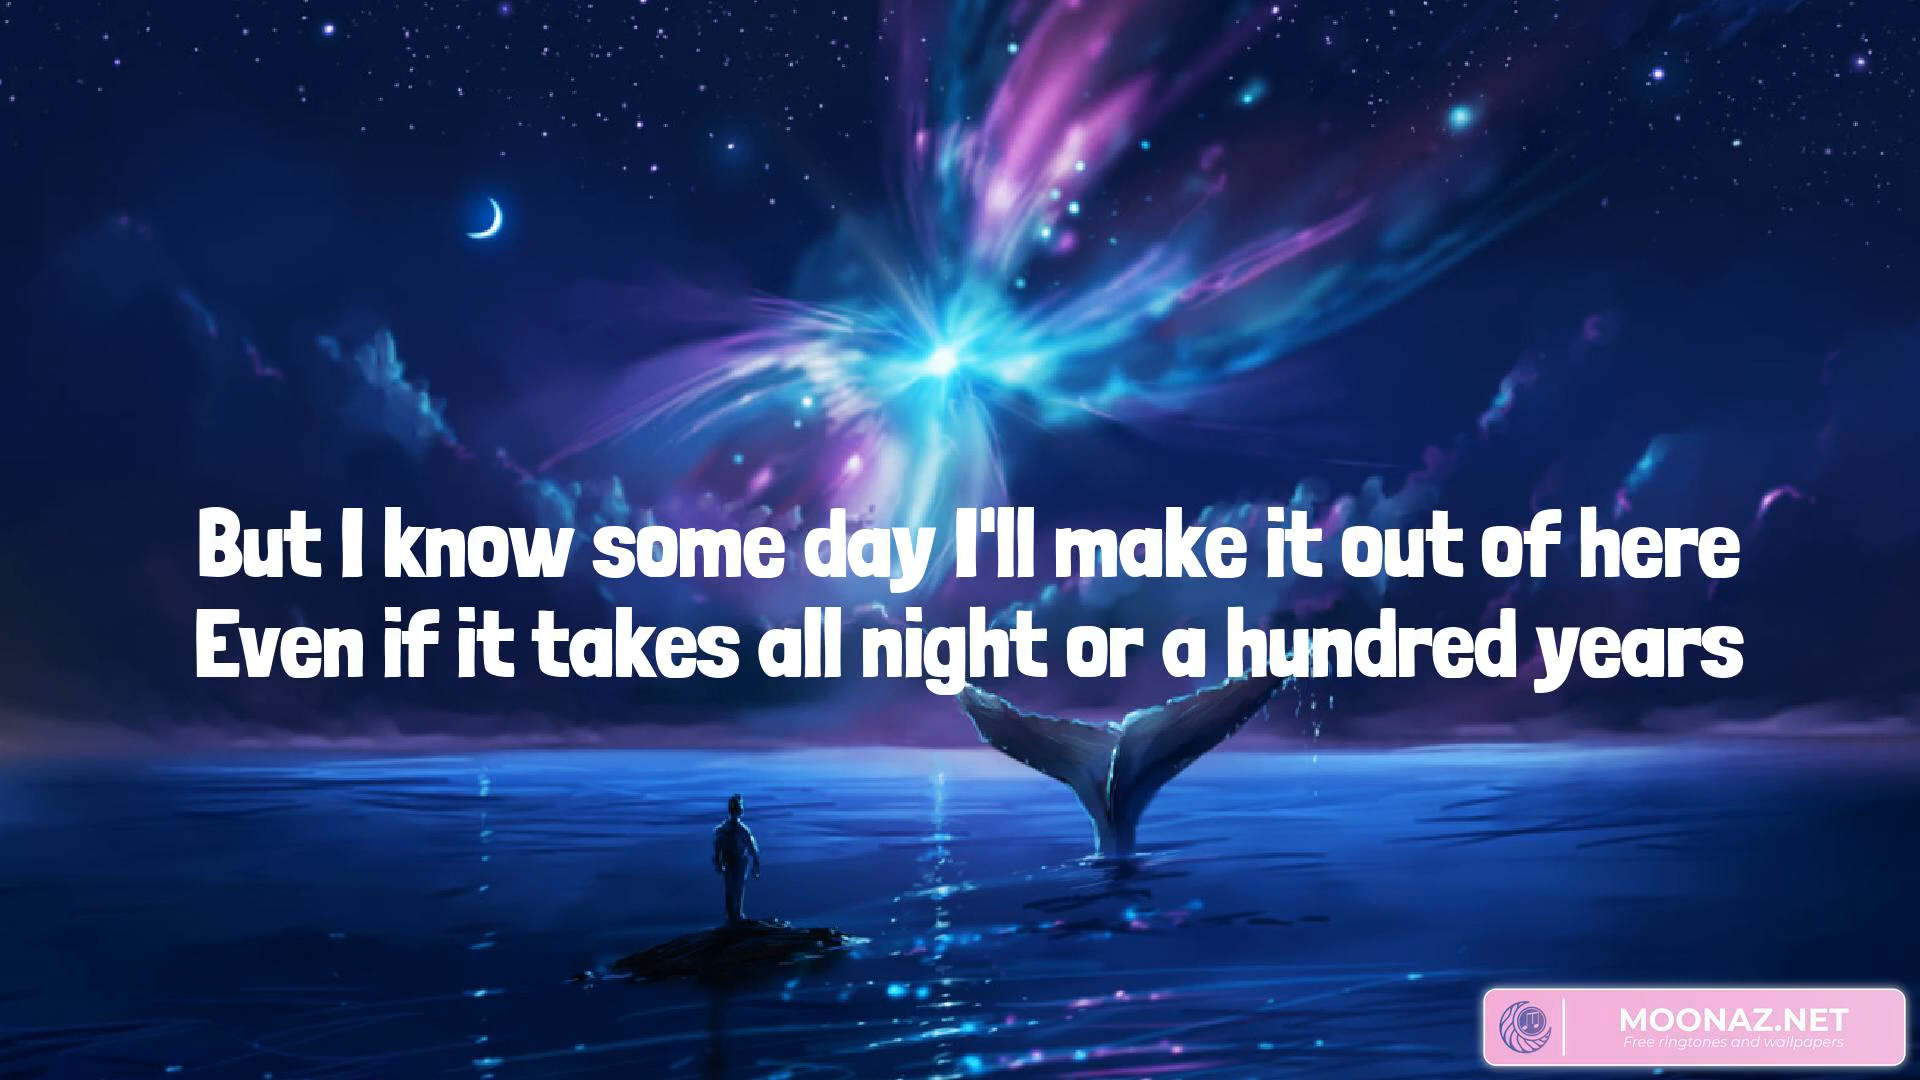 But I know some day I'll make it out of here
Even if it takes all night or a hundred years
MOONAZ.NET
Free ringtones and wallpapers